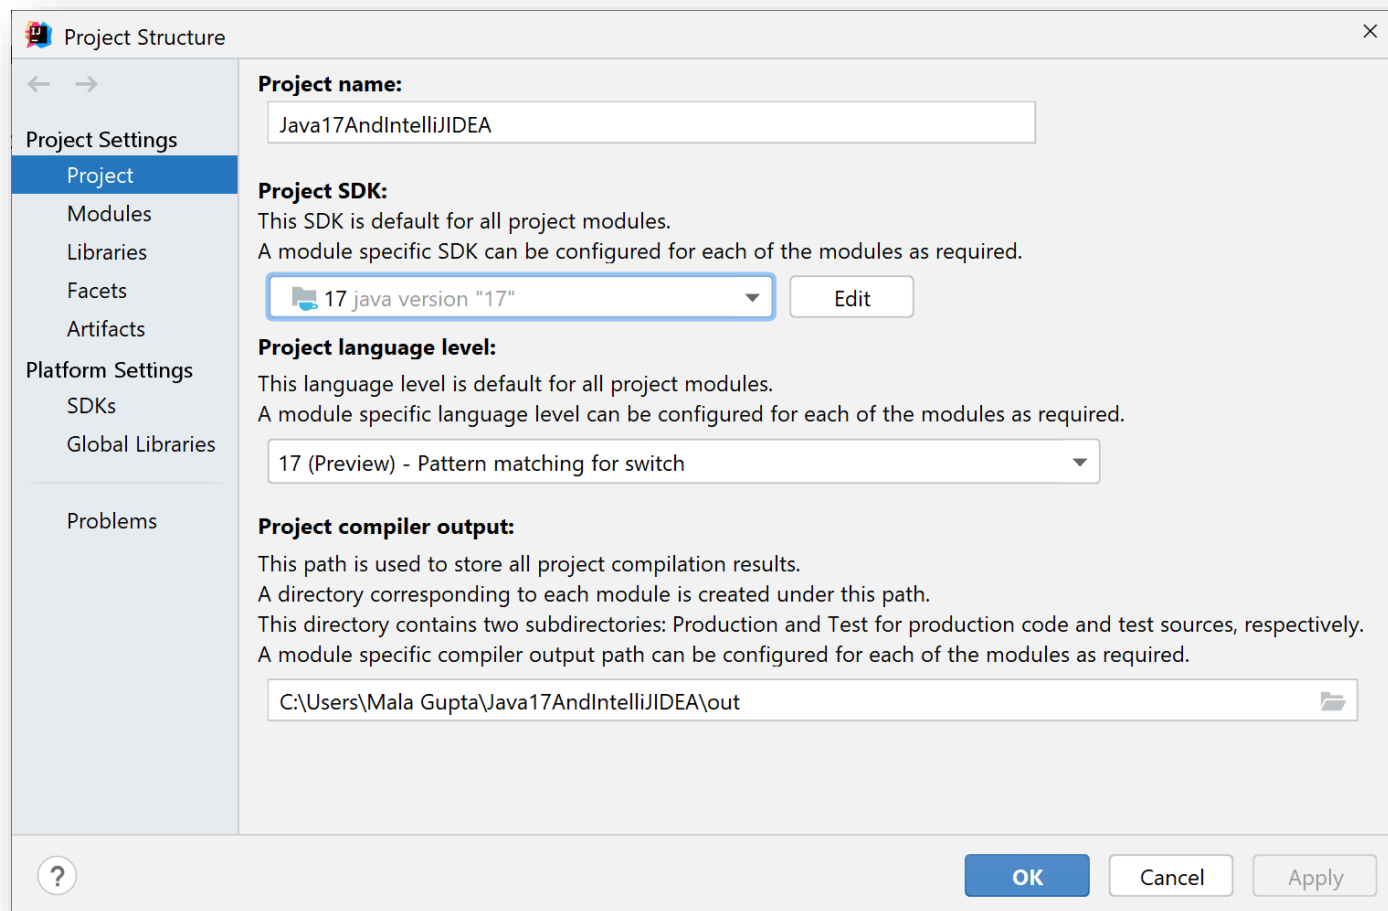 Project Structure
Project Settings
Project
Modules
Libraries
Facets
Artifacts
Platform Settings
SDKs
Global Libraries
Problems
Project name:
Java17AndIntelliJIDEA
Project SDK:
This SDK is default for all project modules.
A module specific SDK can be configured for each of the modules as required.
17 java version "17"
Edit
Project language level:
This language level is default for all project modules.
A module specific language level can be configured for each of the modules as required.
17 (Preview) - Pattern matching for switch
Project compiler output:
This path is used to store all project compilation results.
A directory corresponding to each module is created under this path.
This directory contains two subdirectories: Production and Test for production code and test sources, respectively.
A module specific compiler output path can be configured for each of the modules as required.
C:\Users\Mala Gupta\Java17AndIntelliJIDEA\out
?
OK
Cancel
Apply